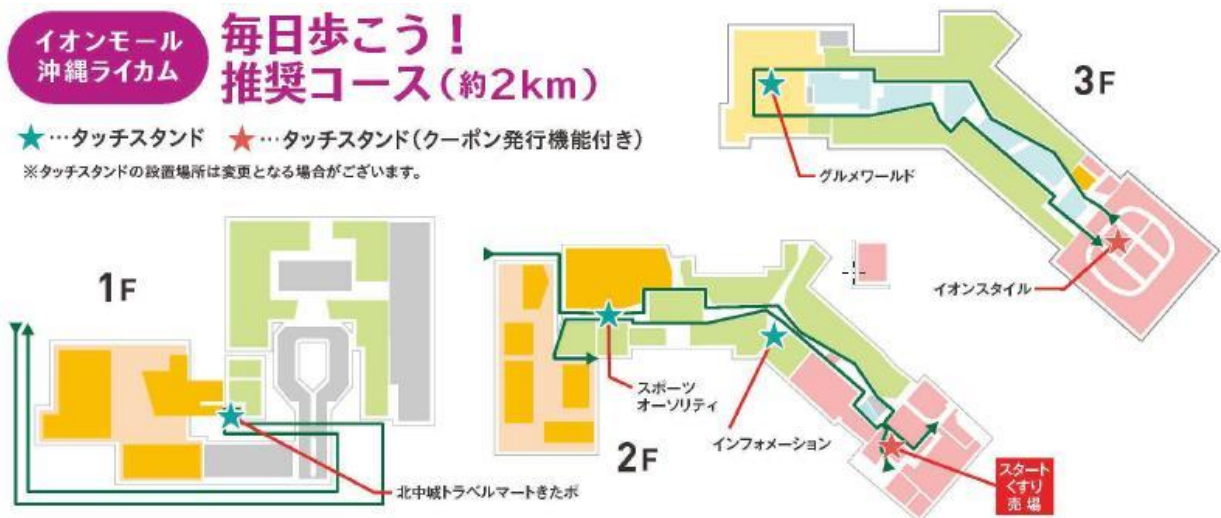 イオンモール
沖縄ライカム
毎日歩こう！
推奨コース（約2km）
★…タッチスタンド ★…タッチスタンド（クーポン発行機能付き）
※タッチスタンドの設置場所は変更となる場合がございます。
3F
グルメワールド
イオンスタイル
1F
北中城トラベルマートきたポ
2F
スポーツ
オーソリティ
インフォメーション
スタート
くすり
売場